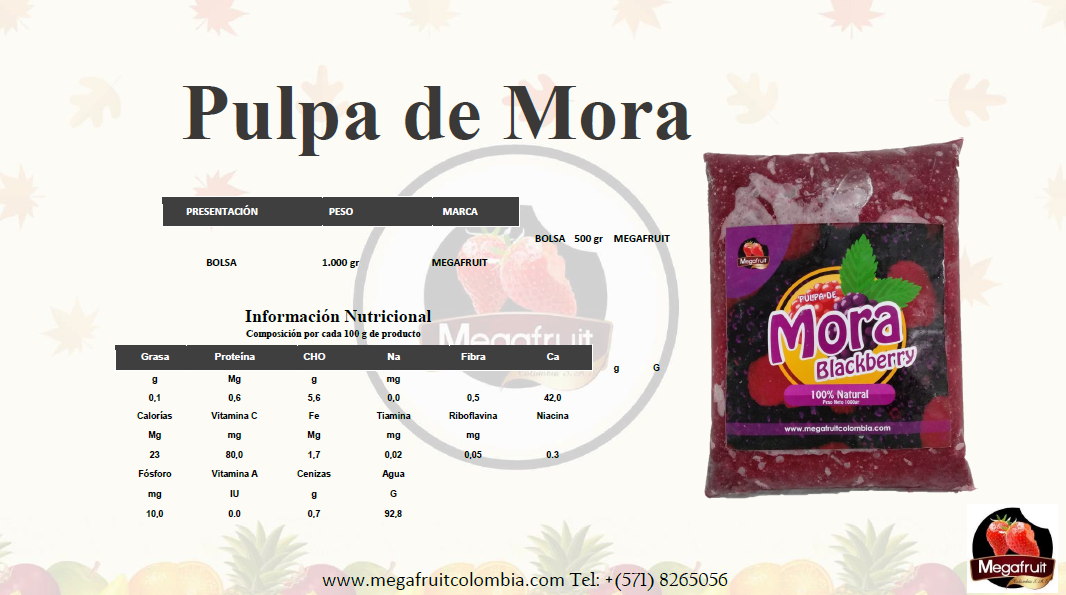 Pulpa de Mora
PRESENTACIÓN PESO MARCA
BOLSA 500 gr MEGAFRUIT
BOLSA 1.000 gr MEGAFRUIT
Información Nutricional
Composición por cada 100 g de producto
Grasa Proteína CHO Na Fibra Ca
g G
g Mg g mg
0,1 0,6 5,6 0,0 0,5 42,0
Calorías Vitamina C Fe Tiamina Riboflavina Niacina
Mg mg Mg mg mg
23 80,0 1,7 0,02 0,05 0.3
Fósforo Vitamina A Cenizas Agua
mg IU g G
10,0 0.0 0,7 92,8
Megafruit
Megafruit
PULPA DE
Mora
Blackberry
100% Natural
Peso Neto 1000gr
www.megafruitcolombia.com
www.megafruitcolombia.com Tel: +(571) 8265056
Megafruit